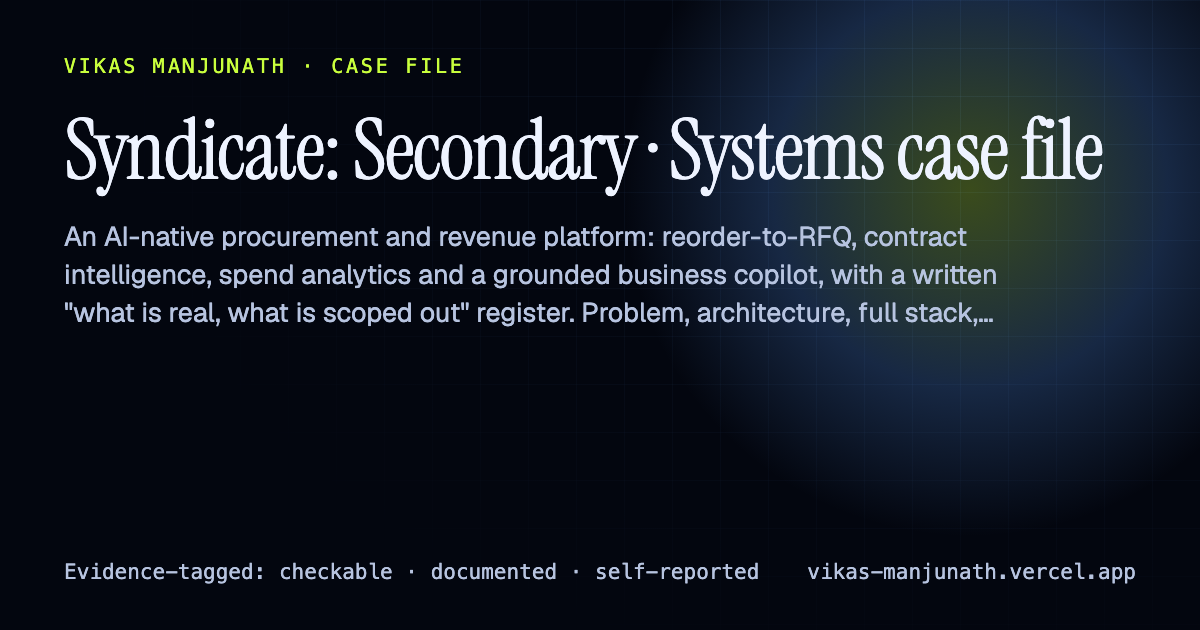 VIKAS MANJUNATH · CASE FILE
Syndicate: Secondary · Systems case file
An AI-native procurement and revenue platform: reorder-to-RFQ, contract
intelligence, spend analytics and a grounded business copilot, with a written
"what is real, what is scoped out" register. Problem, architecture, full stack,…
Evidence-tagged: checkable · documented · self-reported
vikas-manjunath.vercel.app